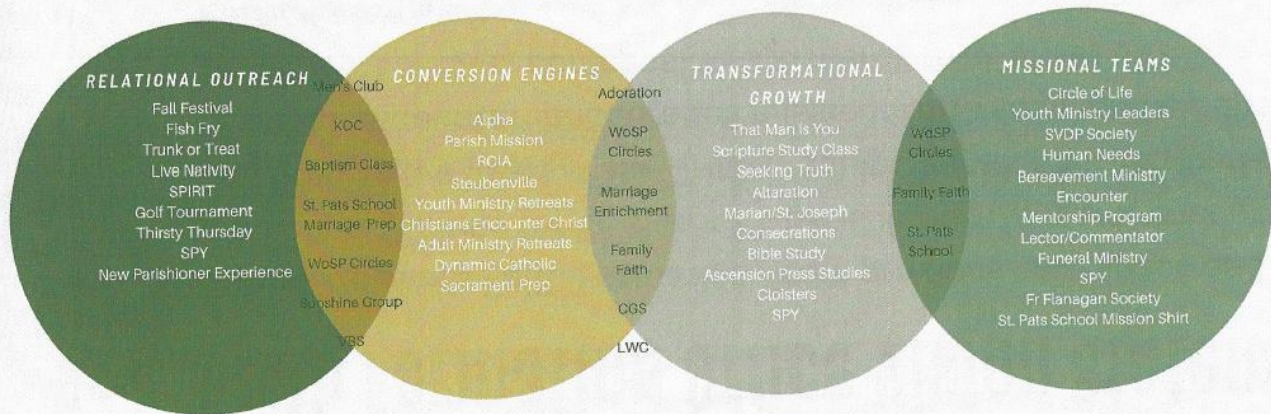 RELATIONAL OUTREACH
Fall Festival
Fish Fry
Trunk or Treat
Live Nativity
SPIRIT
Golf Tournament
Thirsty Thursday
SPY
New Parishioner Experience
Men's Club
KOC
Baptism Class
St. Pats School
Marriage Prep
WoSP Circles
Sunshine Group
VBS
CONVERSION ENGINES
Alpha
Parish Mission
RCIA
Steubenville
Youth Ministry Retreats
Christians Encounter Christ
Adult Ministry Retreats
Dynamic Catholic
Sacrament Prep
Adoration
WoSP
Circles
Marriage
Enrichment
Family
Faith
CGS
LWC
TRANSFORMATIONAL
GROWTH
That Man is You
Scripture Study Class
Seeking Truth
Altaration
Marian/St. Joseph
Consecrations
Bible Study
Ascension Press Studies
Cloisters
SPY
WoSP
Circles
Family Faith
St. Pats
School
MISSIONAL TEAMS
Circle of Life
Youth Ministry Leaders
SVDP Society
Human Needs
Bereavement Ministry
Encounter
Mentorship Program
Lector/Commentator
Funeral Ministry
SPY
Fr Flanagan Society
St. Pats School Mission Shirt